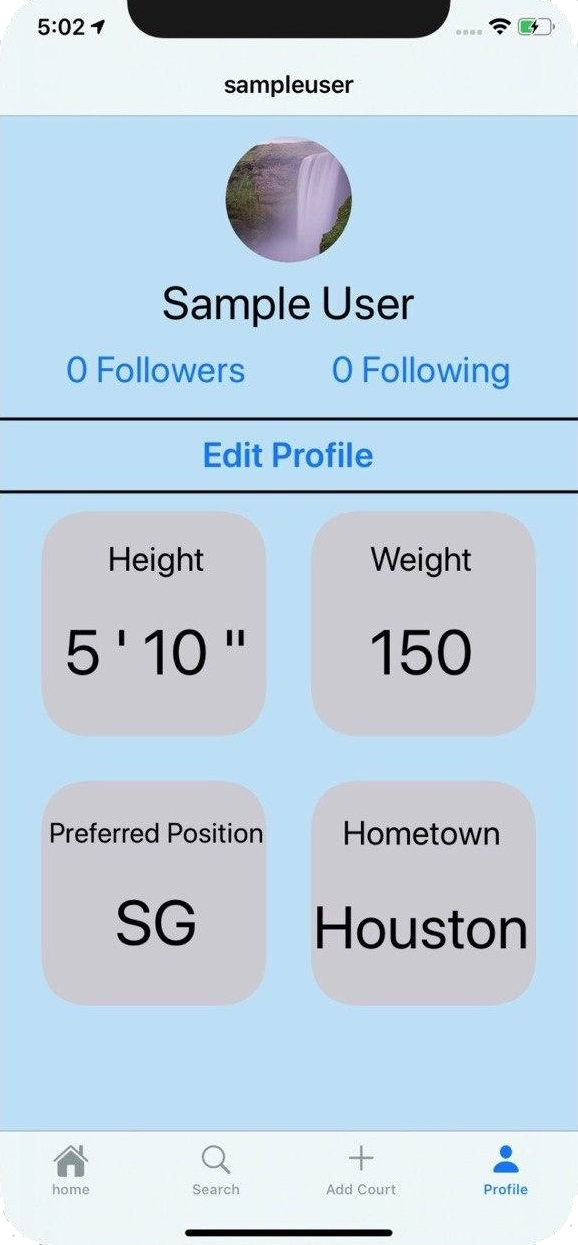 5:02
sampleuser
Sample User
0 Followers 0 Following
Edit Profile
Height Weight
5 ' 10 " 150
Preferred Position Hometown
SG Houston
home Search Add Court Profile